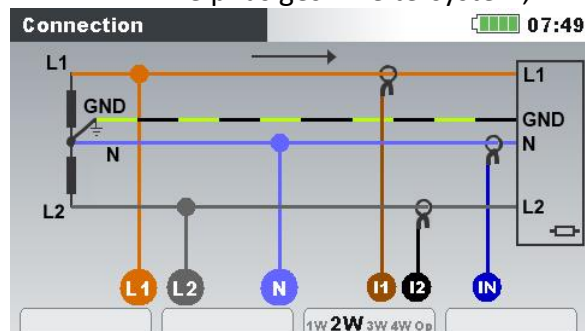 Connection 07:49
L1 L1
GND GND
N N
L2 L2
L1 L2 N I1 I2 IN
1W 2W 3W 4W Op